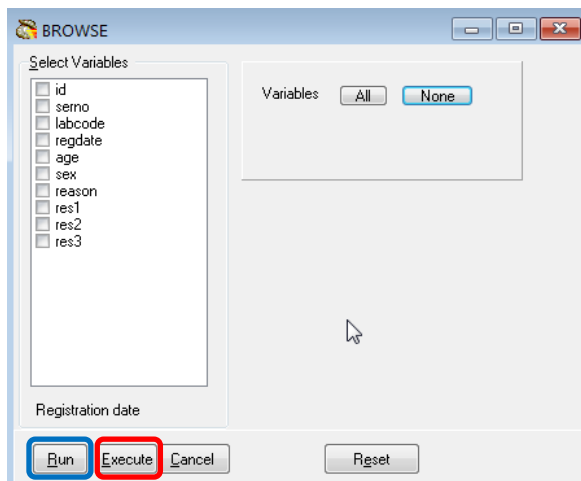 BROWSE
Select Variables
id
serno
labcode
regdate
age
sex
reason
res1
res2
res3
Variables All None
Registration date
Run Execute Cancel Reset